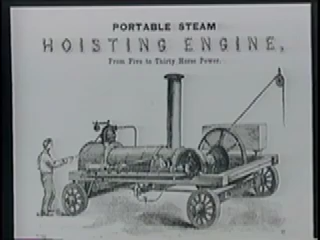 PORTABLE STEAM
HOISTING ENGINE,
From Five to Thirty Horse Power.